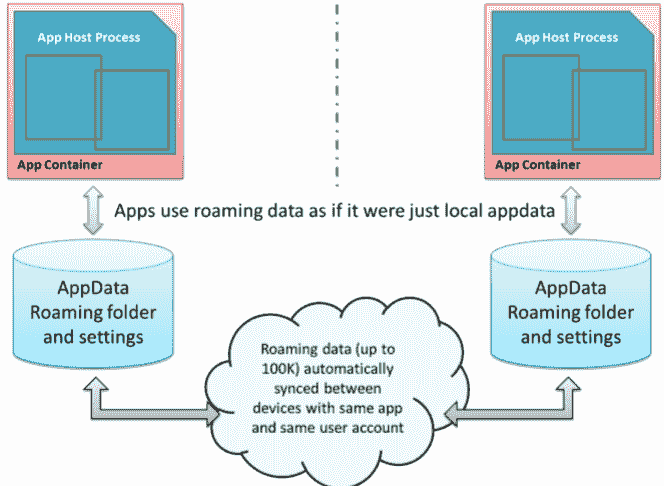 App Host Process
App Host Process
App Container
App Container
Apps use roaming data as if it were just local appdata
AppData
Roaming folder
and settings
AppData
Roaming folder
and settings
Roaming data (up to
100K) automatically
synced between
devices with same app
and same user account